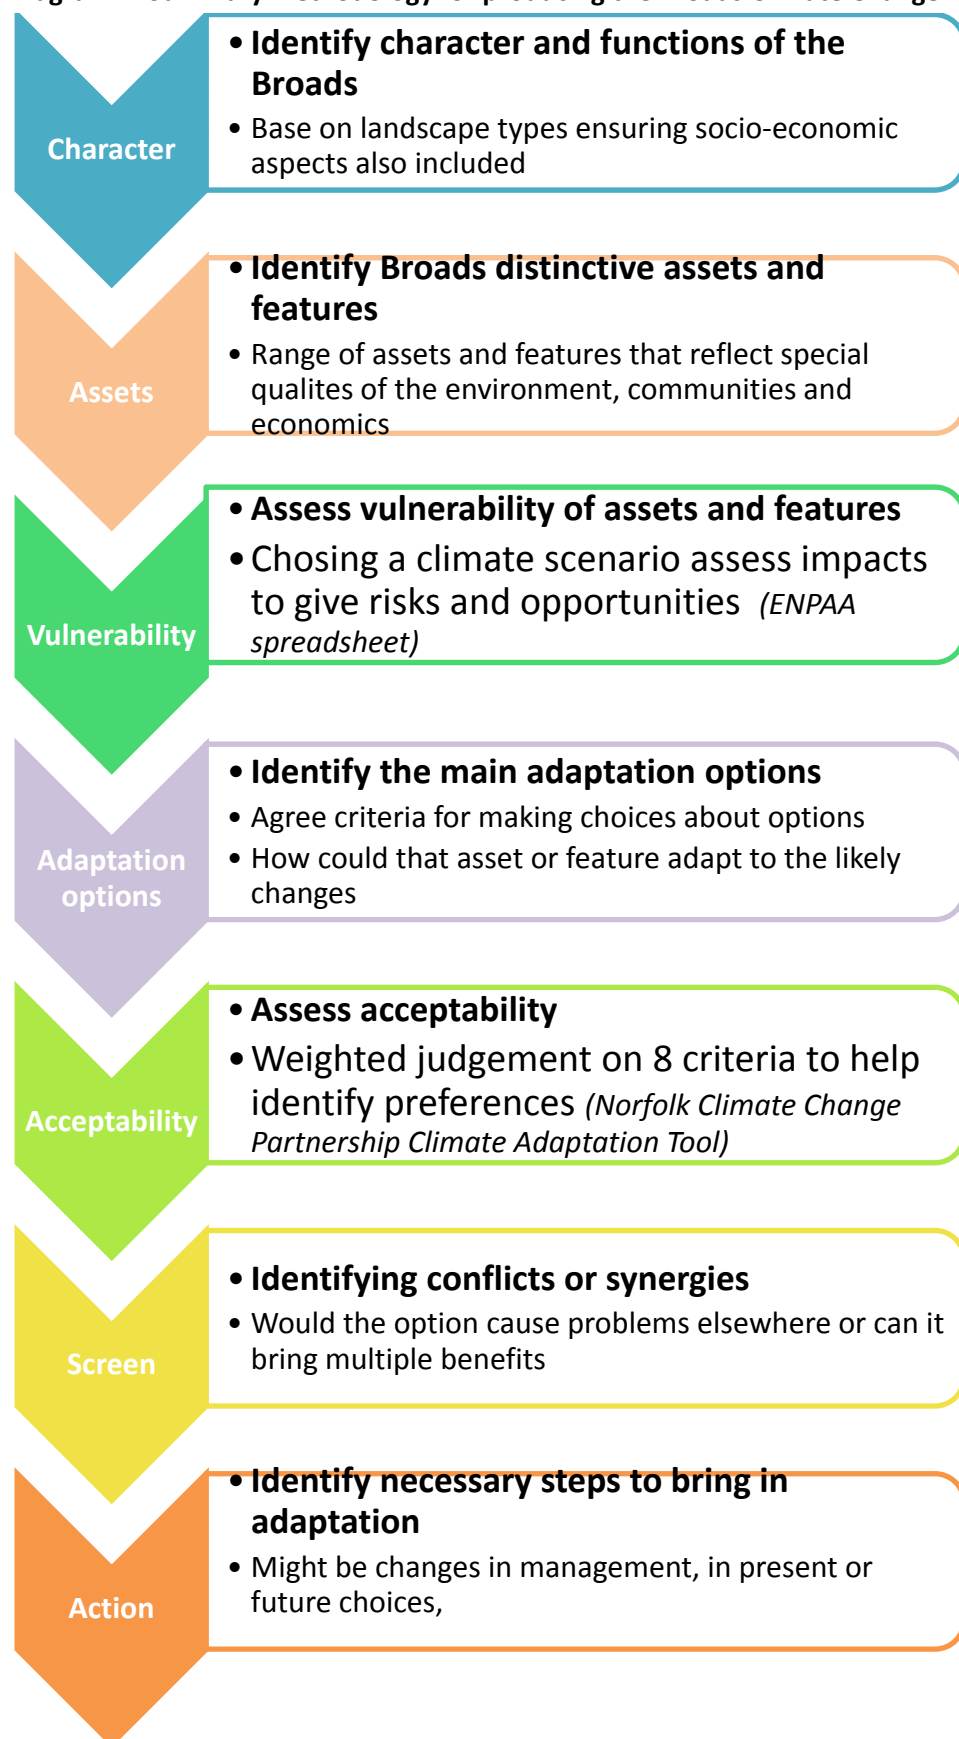 Character
• Identify character and functions of the
Broads
• Base on landscape types ensuring socio-economic
aspects also included
Assets
• Identify Broads distinctive assets and
features
• Range of assets and features that reflect special
qualites of the environment, communities and
economics
Vulnerability
• Assess vulnerability of assets and features
• Chosing a climate scenario assess impacts
to give risks and opportunities (ENPAA
spreadsheet)
Adaptation
options
• Identify the main adaptation options
• Agree criteria for making choices about options
• How could that asset or feature adapt to the likely
changes
Acceptability
• Assess acceptability
• Weighted judgement on 8 criteria to help
identify preferences (Norfolk Climate Change
Partnership Climate Adaptation Tool)
Screen
• Identifying conflicts or synergies
• Would the option cause problems elsewhere or can it
bring multiple benefits
Action
• Identify necessary steps to bring in
adaptation
• Might be changes in management, in present or
future choices,